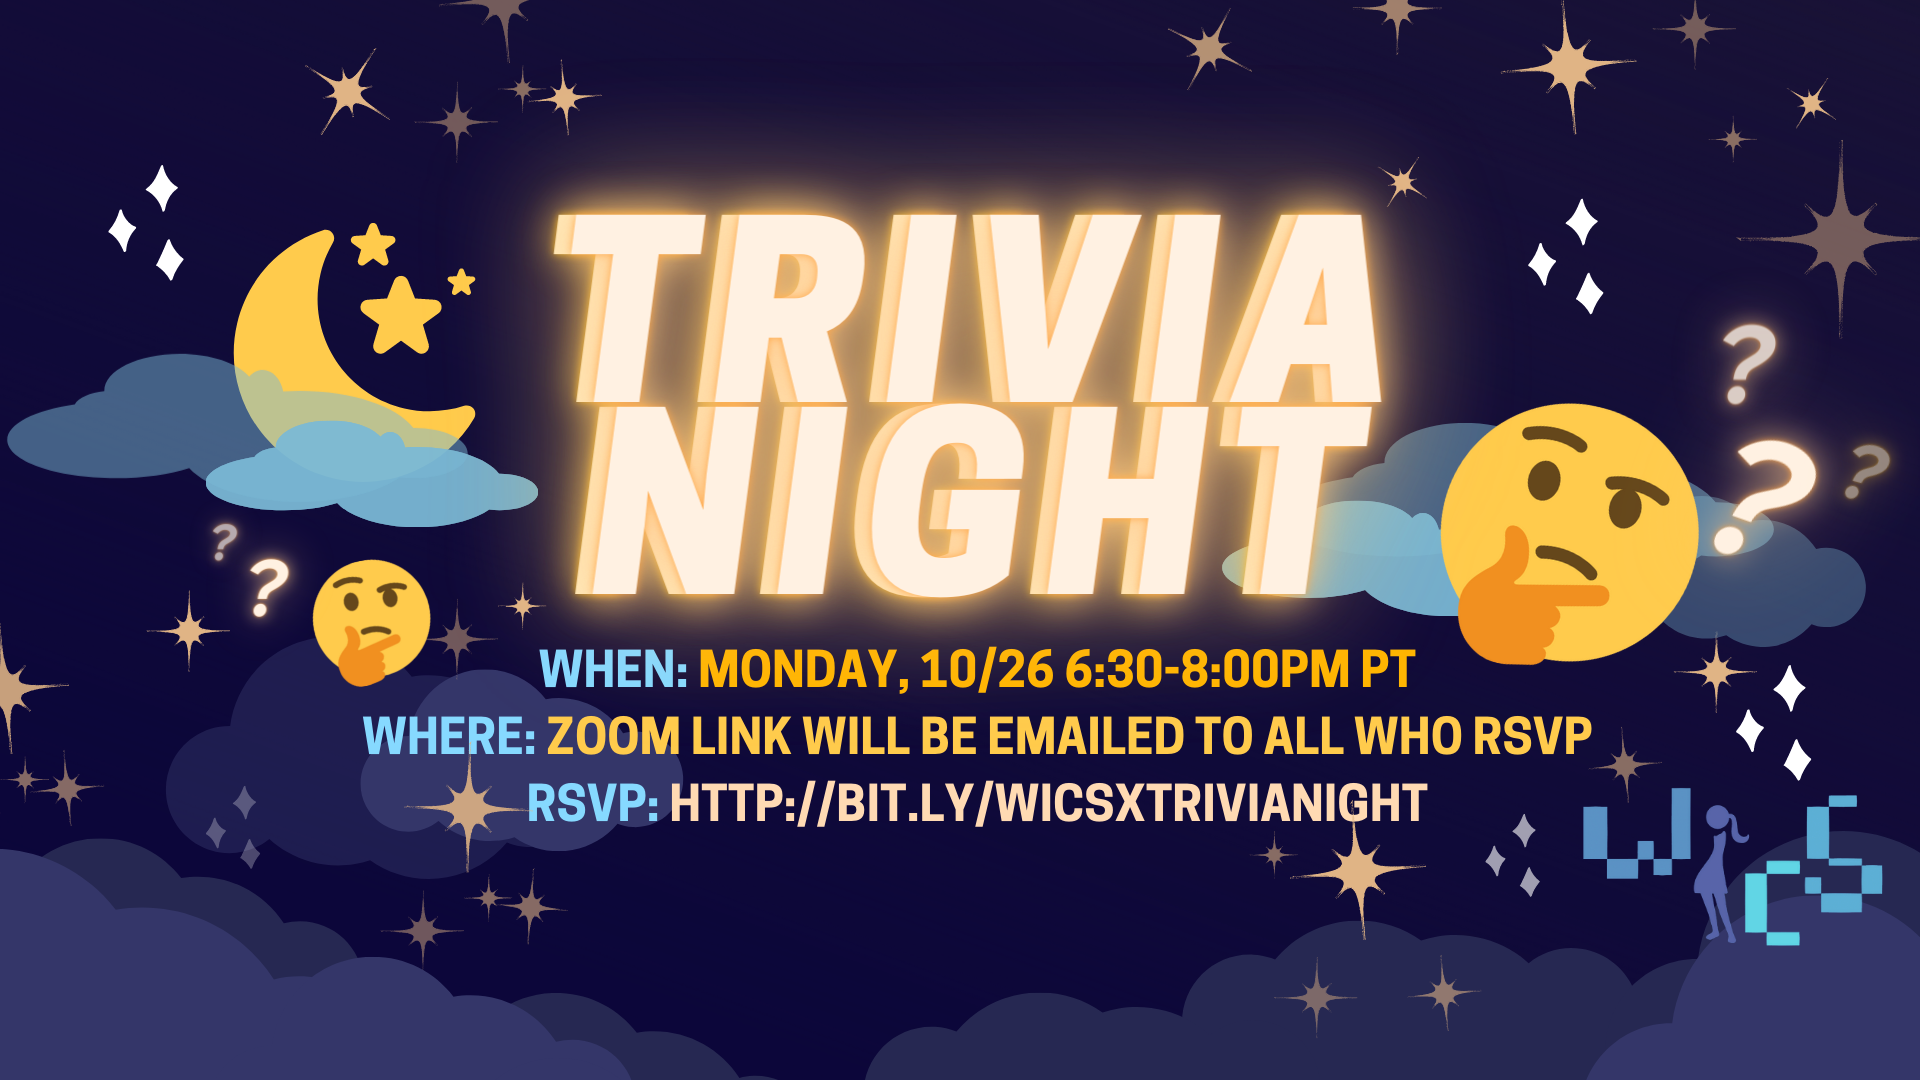 TRIVIA
NIGHT
?
?
?
?
?
WHEN: MONDAY, 10/26 6:30-8:00PM PT
WHERE: ZOOM LINK WILL BE EMAILED TO ALL WHO RSVP
RSVP: HTTP://BIT.LY/WICSXTRIVIANIGHT
WiCS